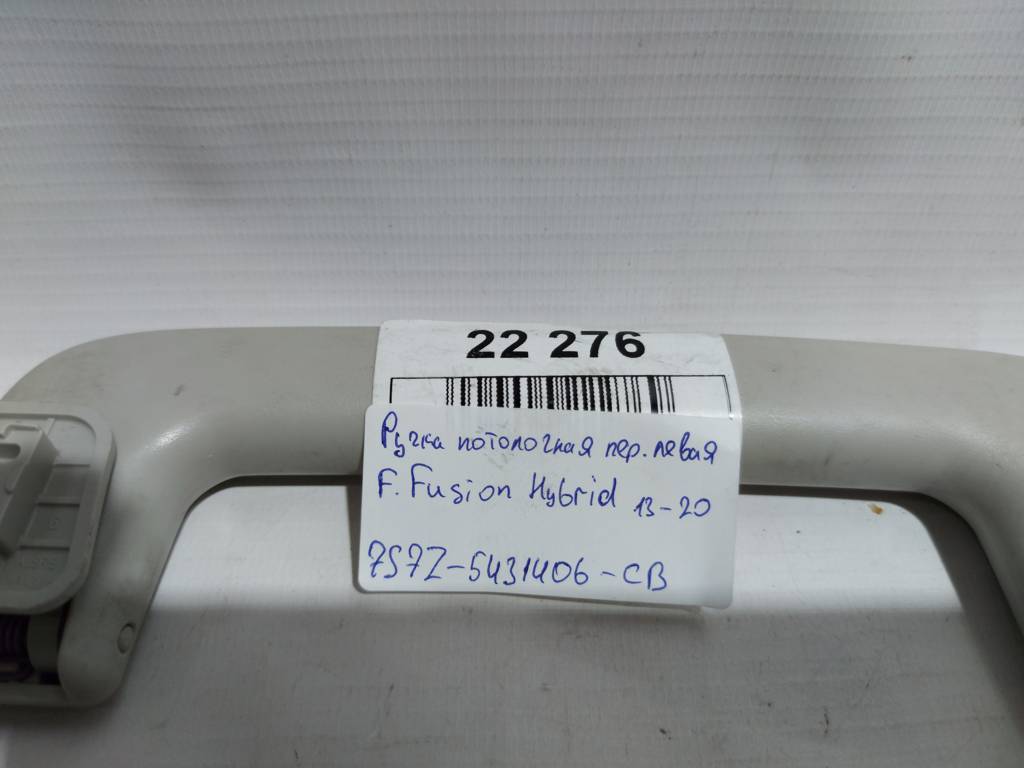 22 276
Ручка потолочная пер. левая
F. Fusion Hybrid 13-20
7S7Z-5431406-CB